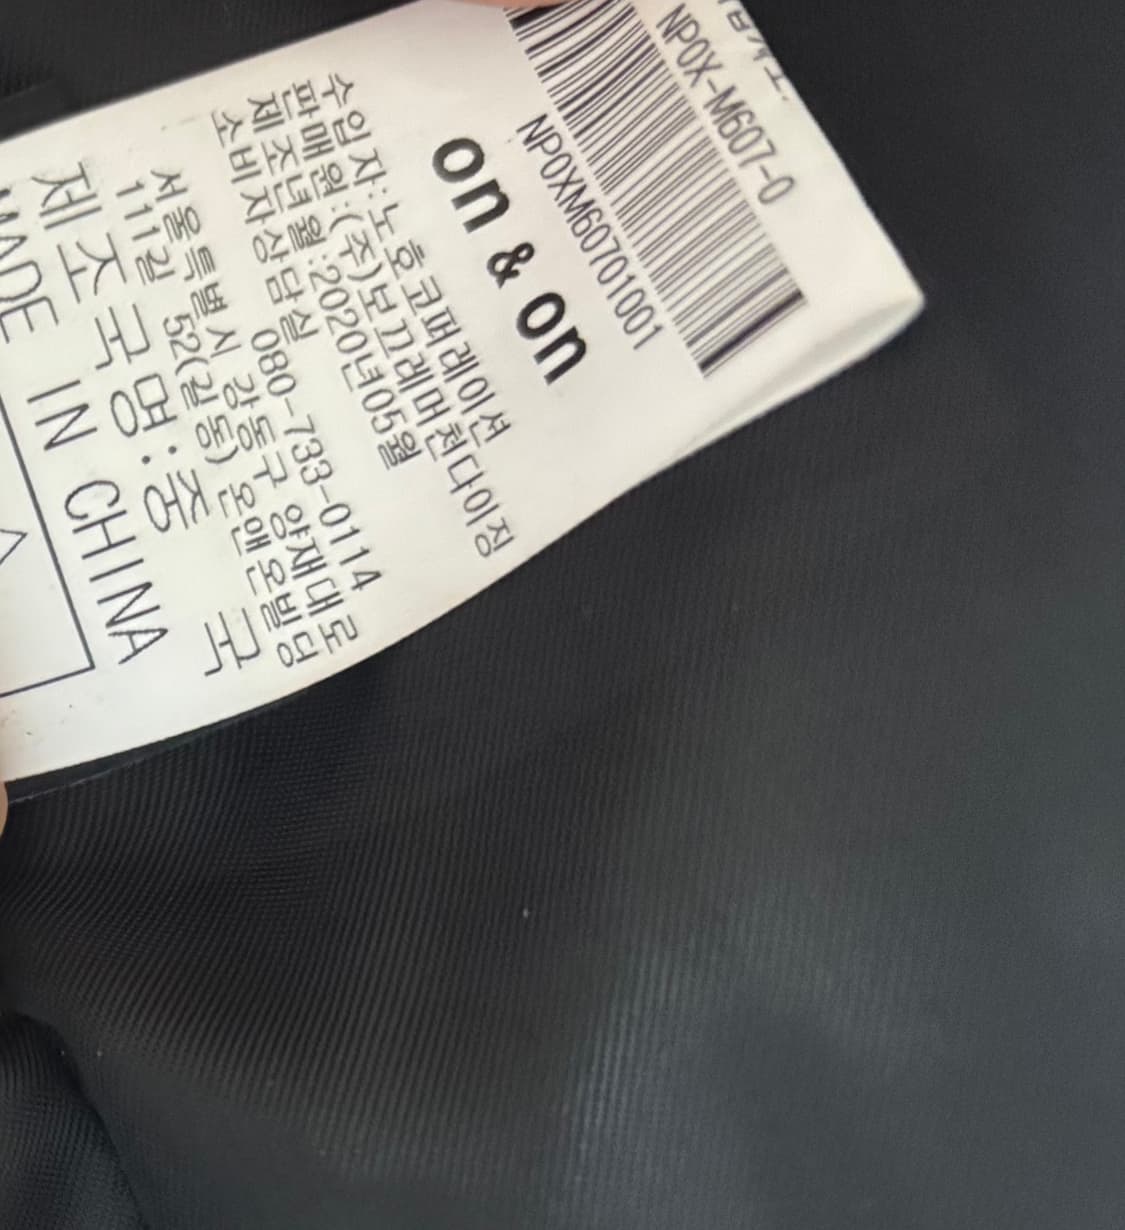 NPOX-M607-0
NPOXM60701001
on & on
수입자:노호코퍼레이션
판매원:(주)보끄레머천다이징
제조년월:2020년05월
소비자상담실 080-733-0114
서울특별시 강동구 양재대로
111길 52(길동) 온앤온빌딩
제조국명:중 국
MADE IN CHINA